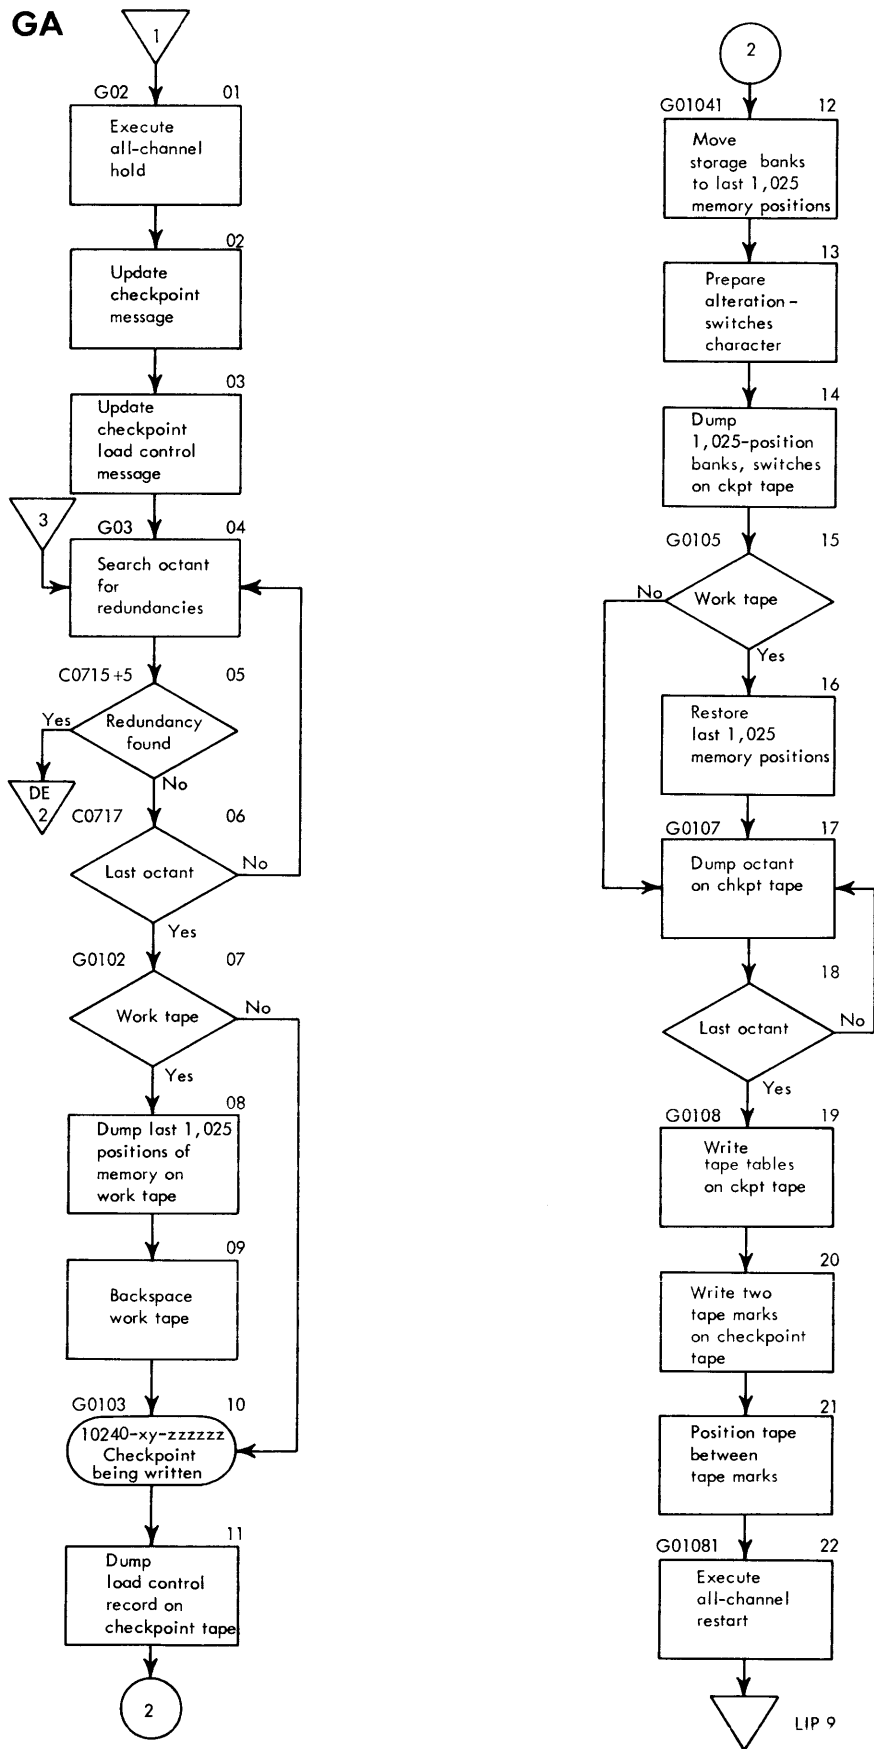 GA
1
G02 01
Execute
all-channel
hold
02
Update
checkpoint
message
03
Update
checkpoint
load control
message
3
G03 04
Search octant
for
redundancies
C0715+5 05
Redundancy
found
Yes
No
DE
2
C0717 06
Last octant
No
Yes
G0102 07
Work tape
No
Yes
08
Dump last 1,025
positions of
memory on
work tape
09
Backspace
work tape
G0103 10
10240-xy-zzzzzz
Checkpoint
being written
11
Dump
load control
record on
checkpoint tape
2
2
G01041 12
Move
storage banks
to last 1,025
memory positions
13
Prepare
alteration-
switches
character
14
Dump
1,025-position
banks, switches
on ckpt tape
G0105 15
Work tape
No
Yes
16
Restore
last 1,025
memory positions
G0107 17
Dump octant
on chkpt tape
18
Last octant
No
Yes
G0108 19
Write
tape tables
on ckpt tape
20
Write two
tape marks
on checkpoint
tape
21
Position tape
between
tape marks
G01081 22
Execute
all-channel
restart
LIP 9